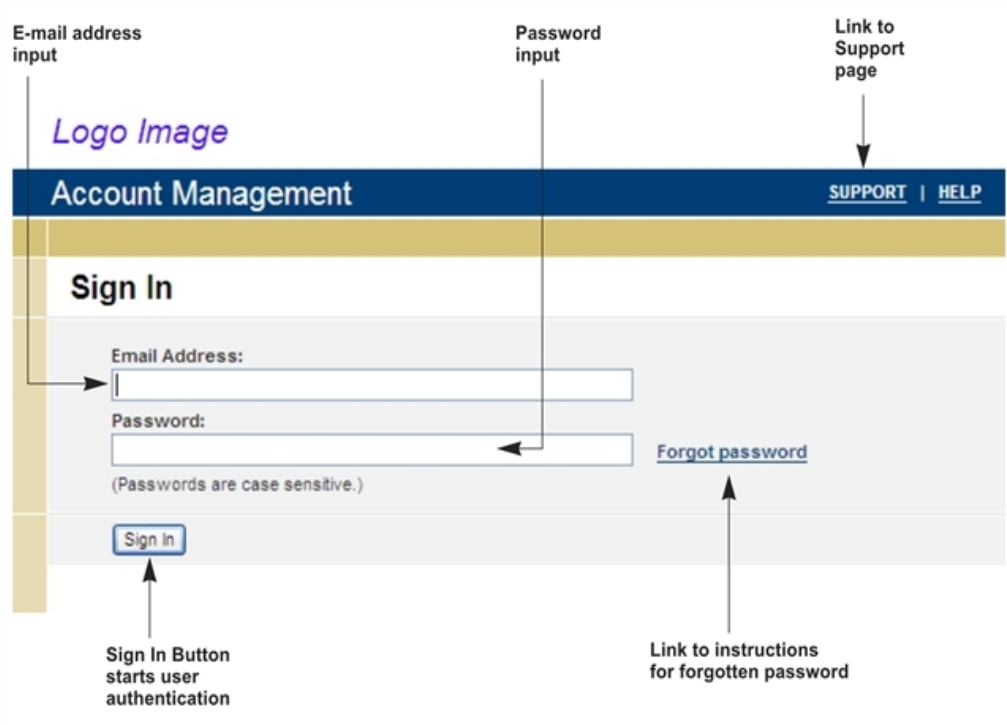 E-mail address
input
Password
input
Link to
Support
page
Logo Image
Account Management
SUPPORT | HELP
Sign In
Email Address:
Password:
Forgot password
(Passwords are case sensitive.)
Sign In
Sign In Button
starts user
authentication
Link to instructions
for forgotten password